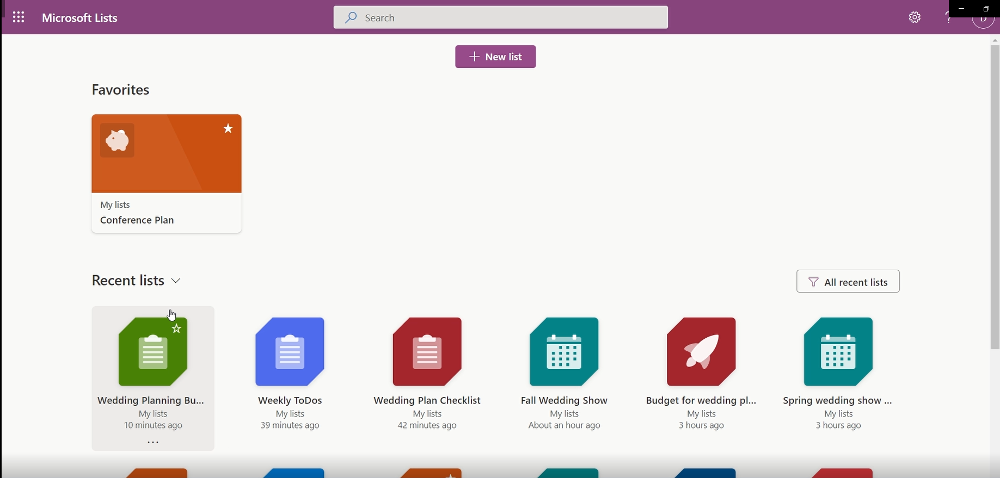 Microsoft Lists
Search
?
D
+ New list
Favorites
My lists
Conference Plan
Recent lists
All recent lists
Wedding Planning Bu...
My lists
10 minutes ago
...
Weekly ToDos
My lists
39 minutes ago
Wedding Plan Checklist
My lists
42 minutes ago
Fall Wedding Show
My lists
About an hour ago
Budget for wedding pl...
My lists
3 hours ago
Spring wedding show ...
My lists
3 hours ago